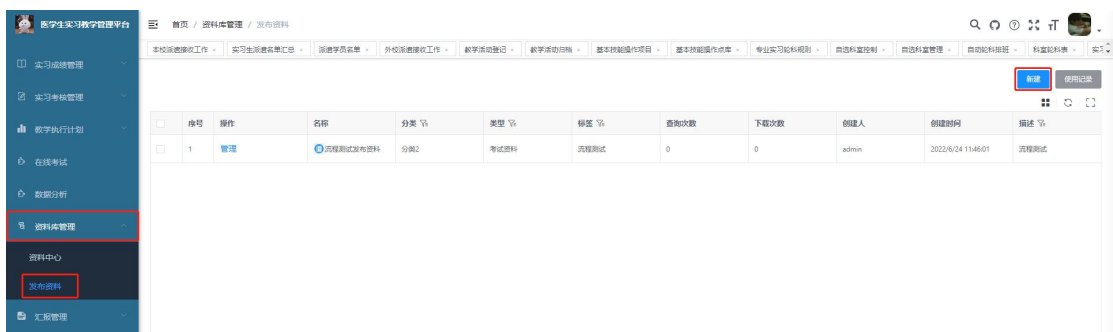 医学生实习教学管理平台
首页 / 资料库管理 / 发布资料
本校派遣接收工作 × 实习生派遣名单汇总 × 派遣学员名单 × 外校派遣接收工作 × 教学活动登记 × 教学活动归档 × 基本技能操作项目 × 基本技能操作点库 × 专业实习轮科规则 × 自选科室控制 × 自选科室管理 × 自动轮科排班 × 科室轮科表 × 实习
实习成绩管理
实习考核管理
教学执行计划
在线考试
数据分析
资料库管理
资料中心
发布资料
汇报管理
新建 使用记录
序号 操作 名称 分类 类型 标签 查询次数 下载次数 创建人 创建时间 描述
1 管理 流程测试发布资料 分类2 考试资料 流程测试 0 0 admin 2022/6/24 11:46:01 流程测试